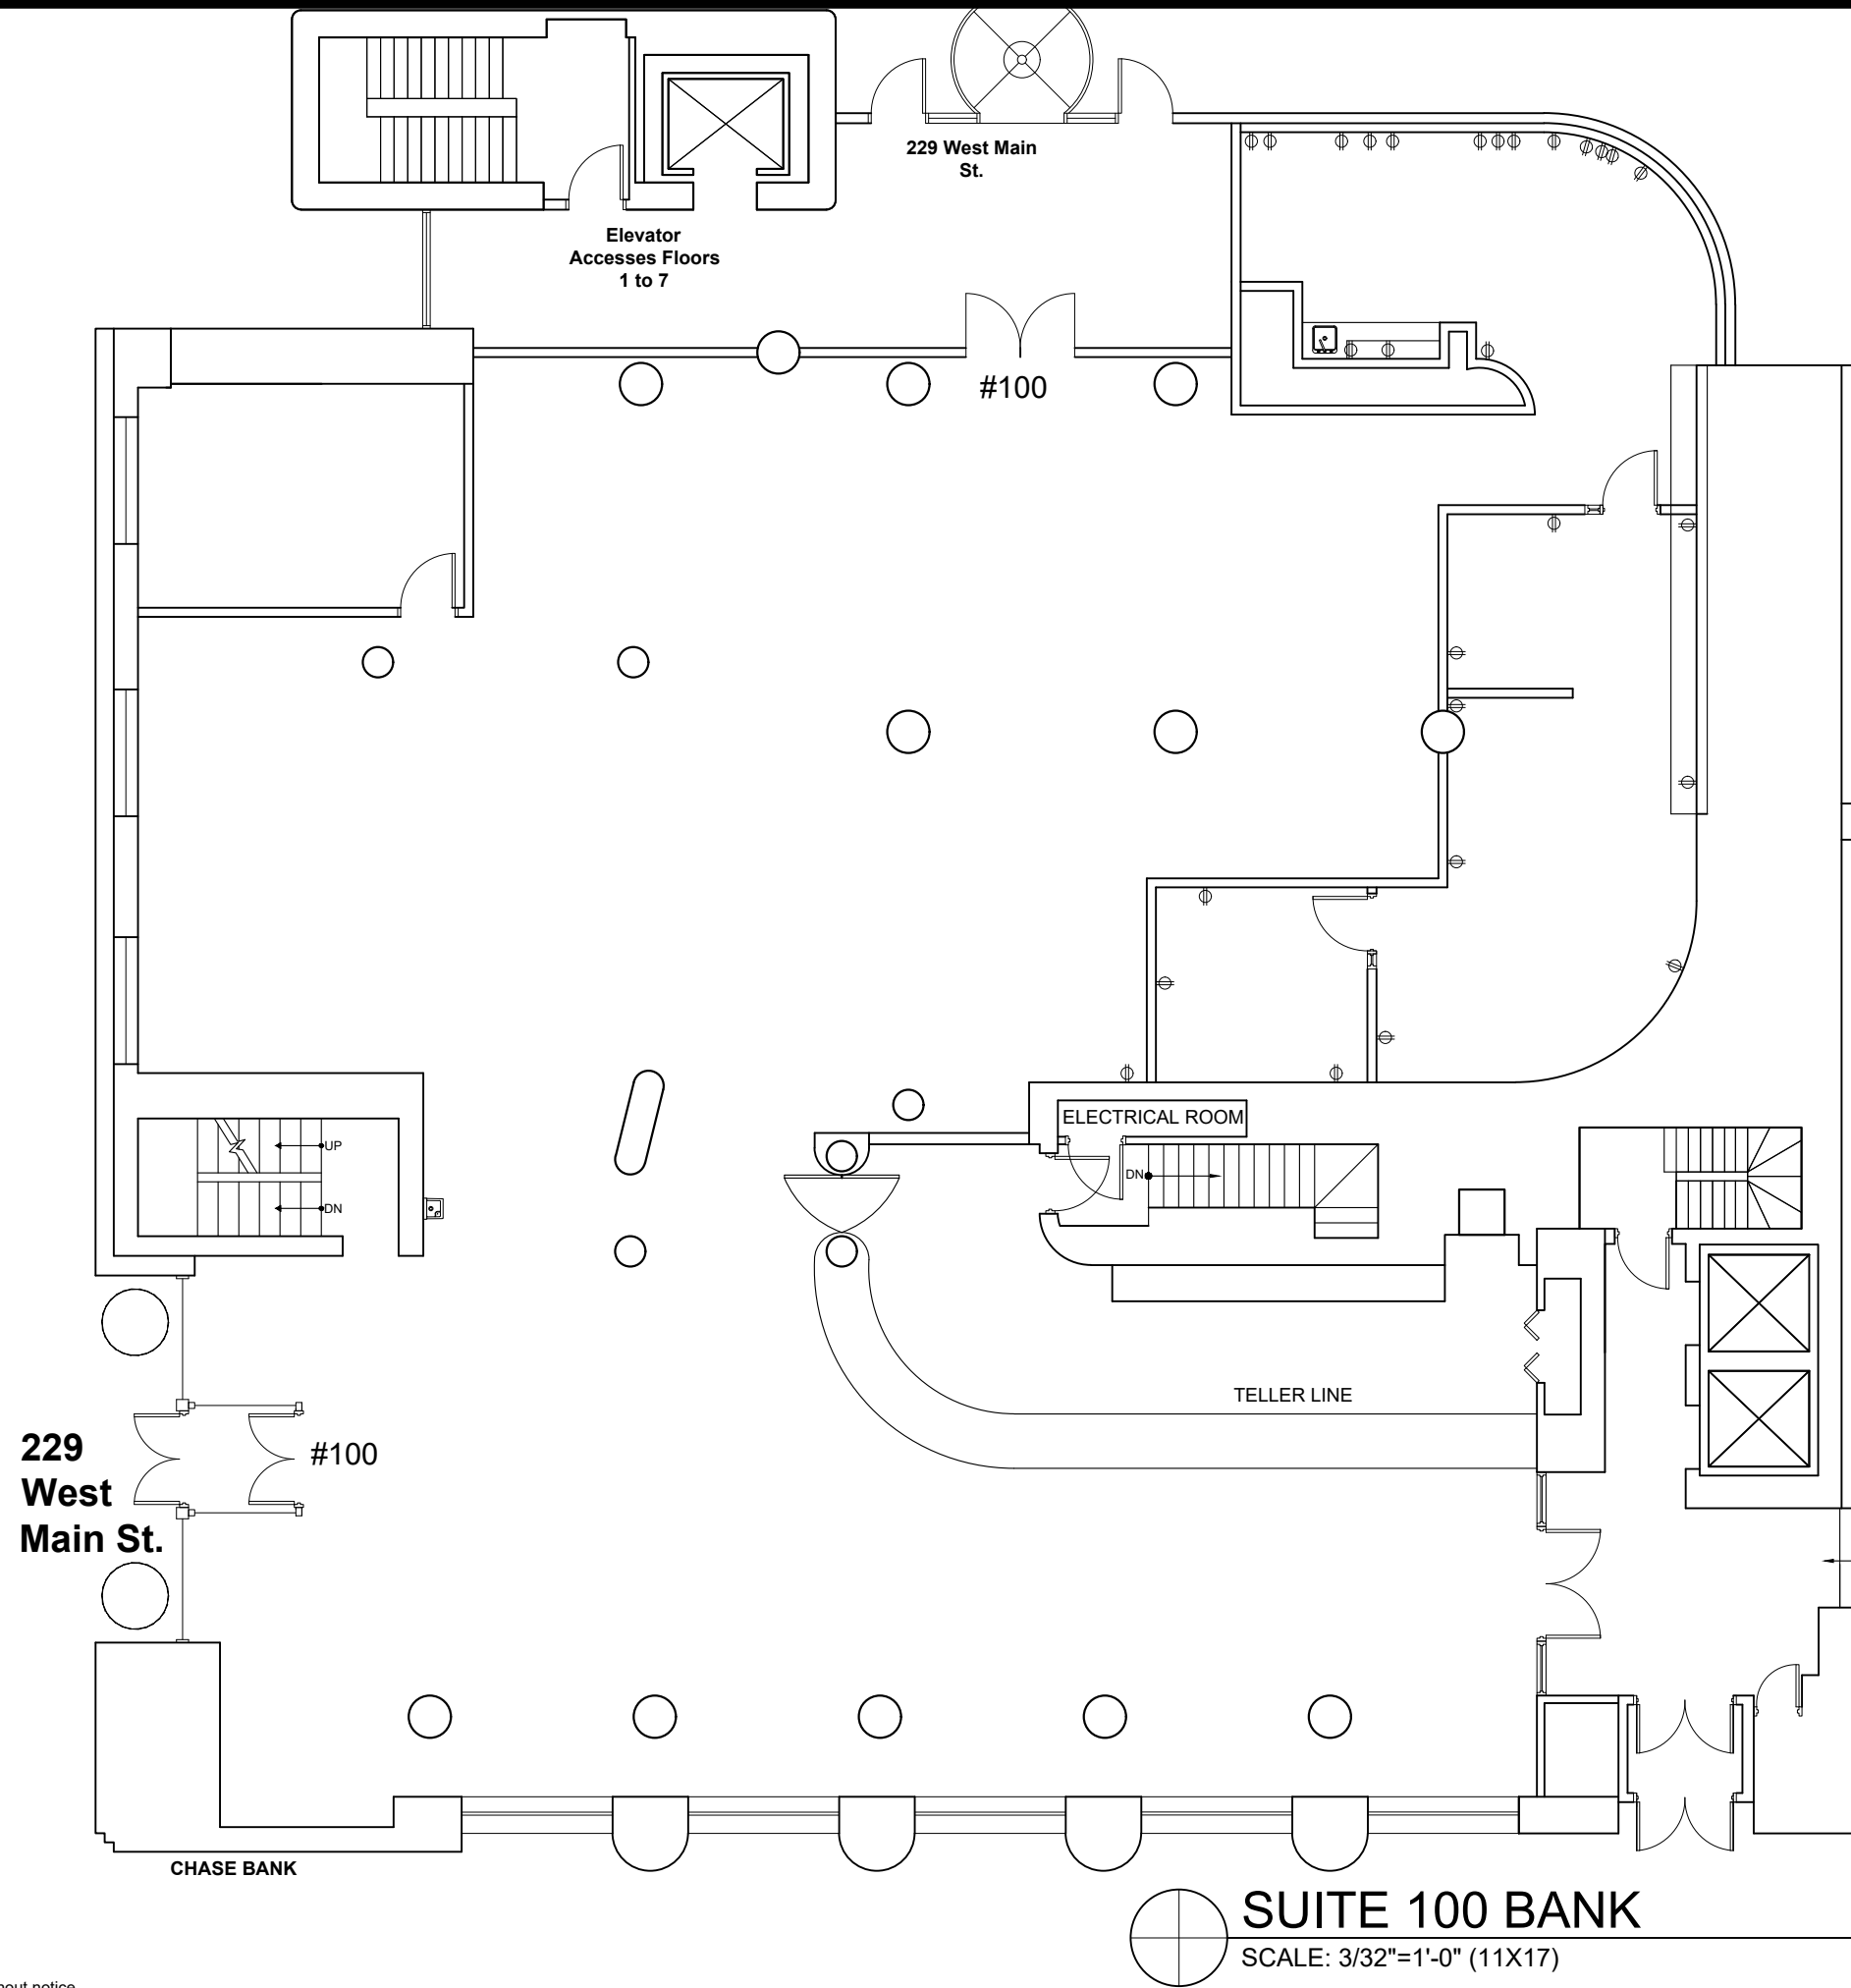 229 West Main
St.
Elevator
Accesses Floors
1 to 7
#100
ELECTRICAL ROOM
UP
DN
DN
TELLER LINE
229
West
Main St.
#100
CHASE BANK
SUITE 100 BANK
SCALE: 3/32"=1'-0" (11X17)
notice